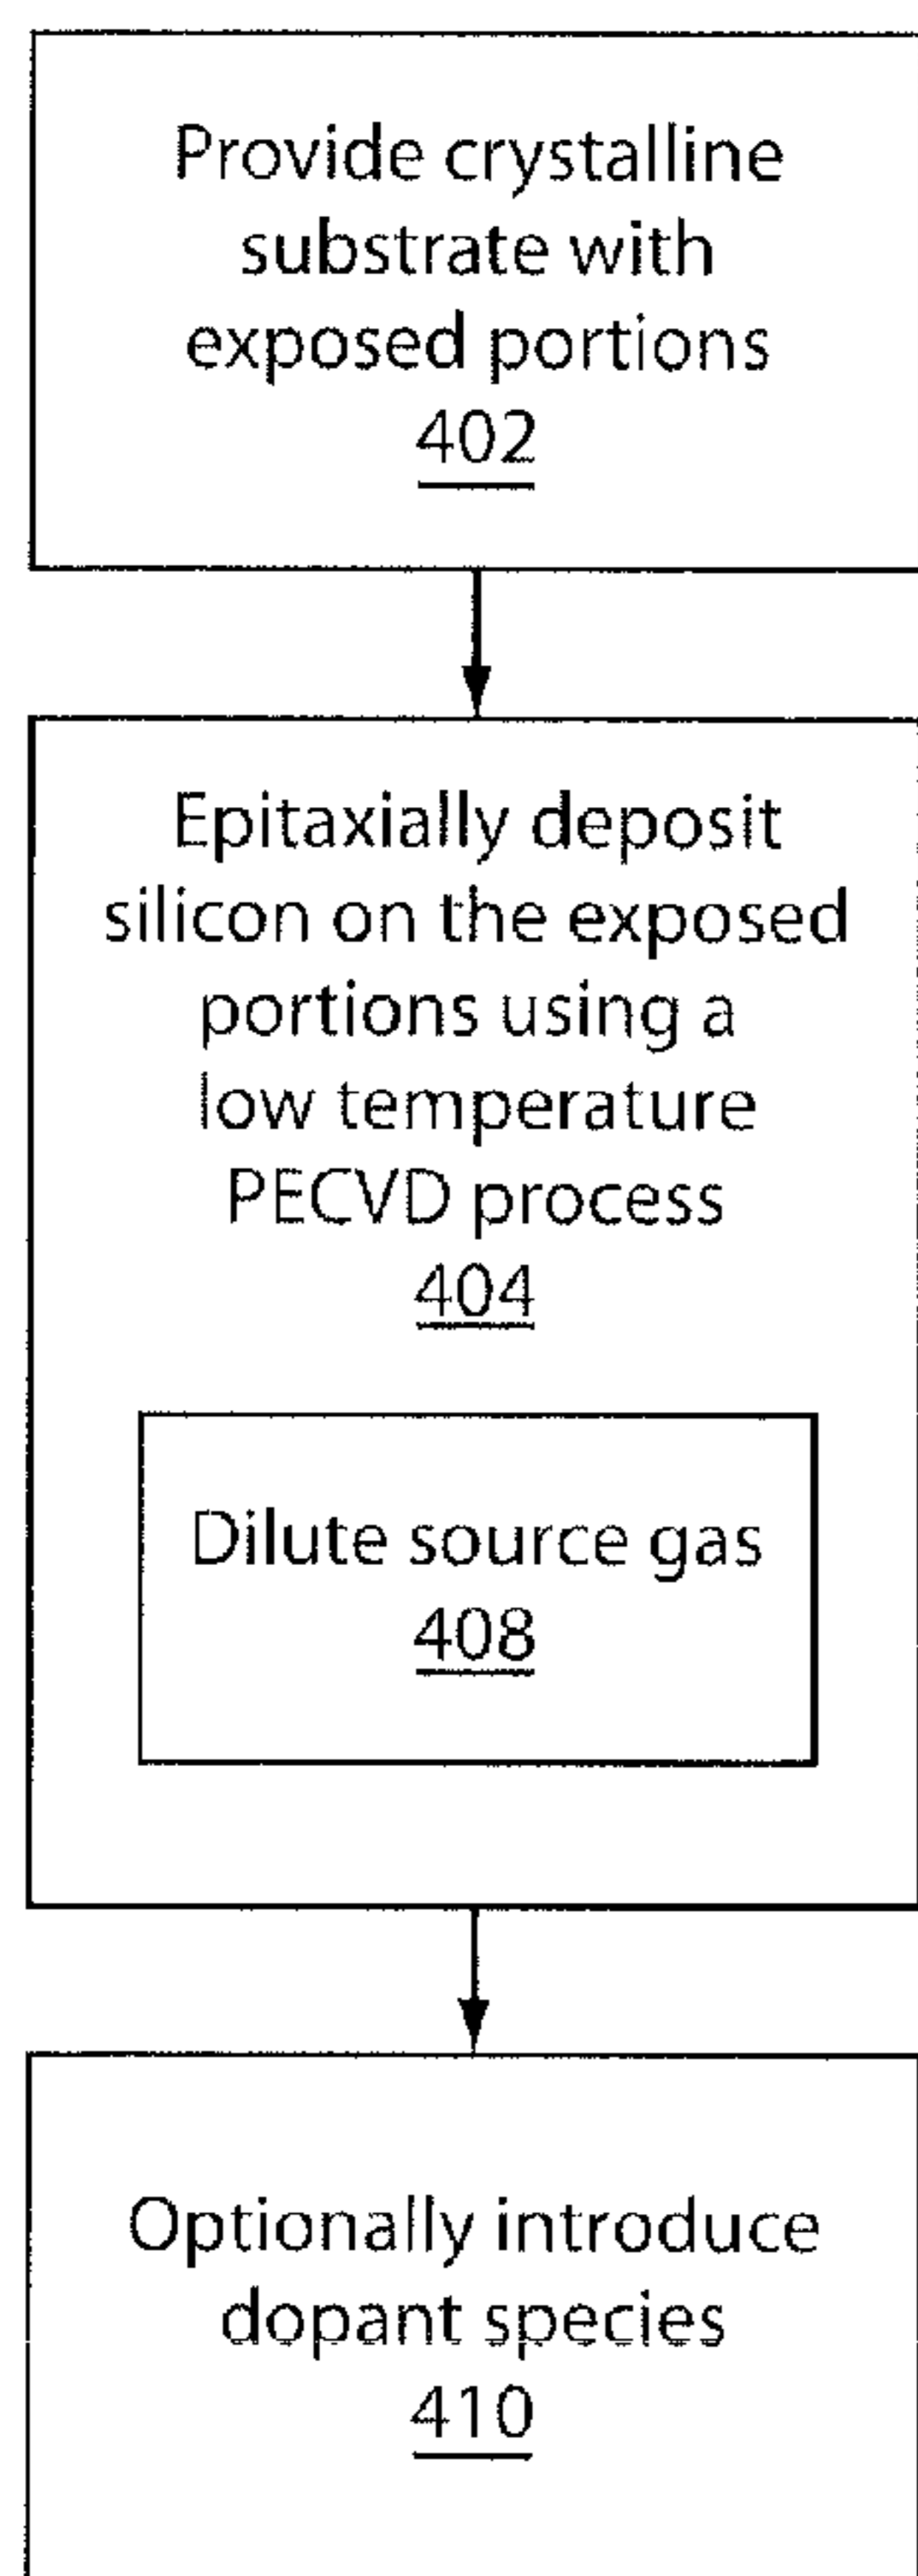 Provide crystalline
substrate with
exposed portions
402
Epitaxially deposit
silicon on the exposed
portions using a
low temperature
PECVD process
404
Dilute source gas
408
Optionally introduce
dopant species
410